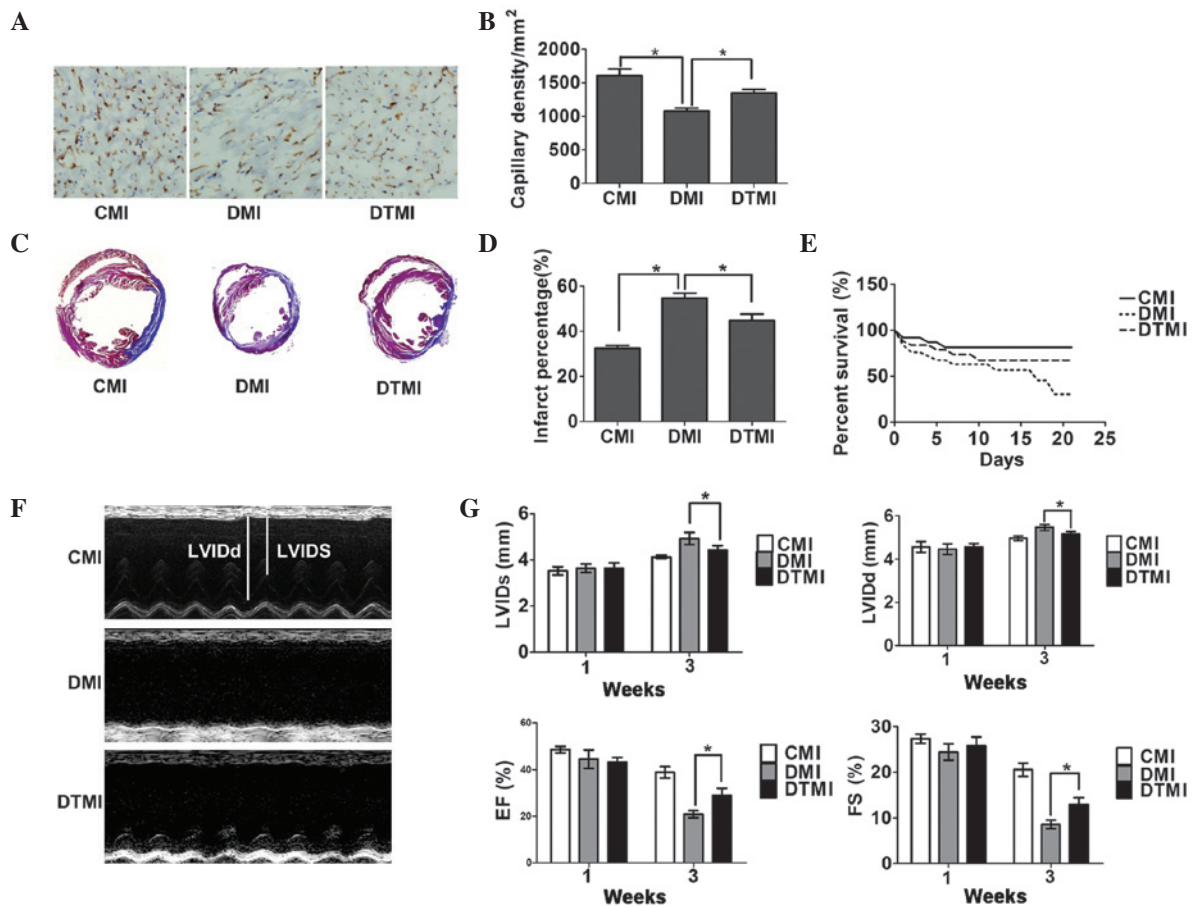 A
CMI
DMI
DTMI
B
Capillary density/mm²
2000
1500
1000
500
0
*
*
CMI
DMI
DTMI
C
CMI
DMI
DTMI
D
Infarct percentage(%)
60
40
20
0
*
*
CMI
DMI
DTMI
E
Percent survival (%)
150
100
50
0
0
5
10
15
20
25
Days
CMI
DMI
DTMI
F
CMI
LVIDd
LVIDS
DMI
DTMI
G
LVIDs (mm)
6
4
2
0
*
1
3
Weeks
CMI
DMI
DTMI
LVIDd (mm)
6
4
2
0
*
1
3
Weeks
CMI
DMI
DTMI
EF (%)
60
40
20
0
*
1
3
Weeks
CMI
DMI
DTMI
FS (%)
30
20
10
0
*
1
3
Weeks
CMI
DMI
DTMI